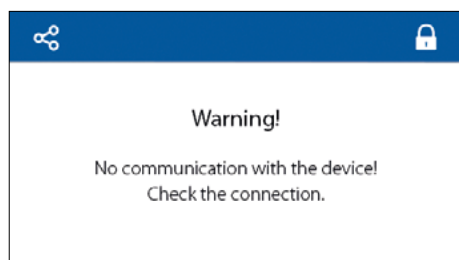 Warning!
No communication with the device!
Check the connection.